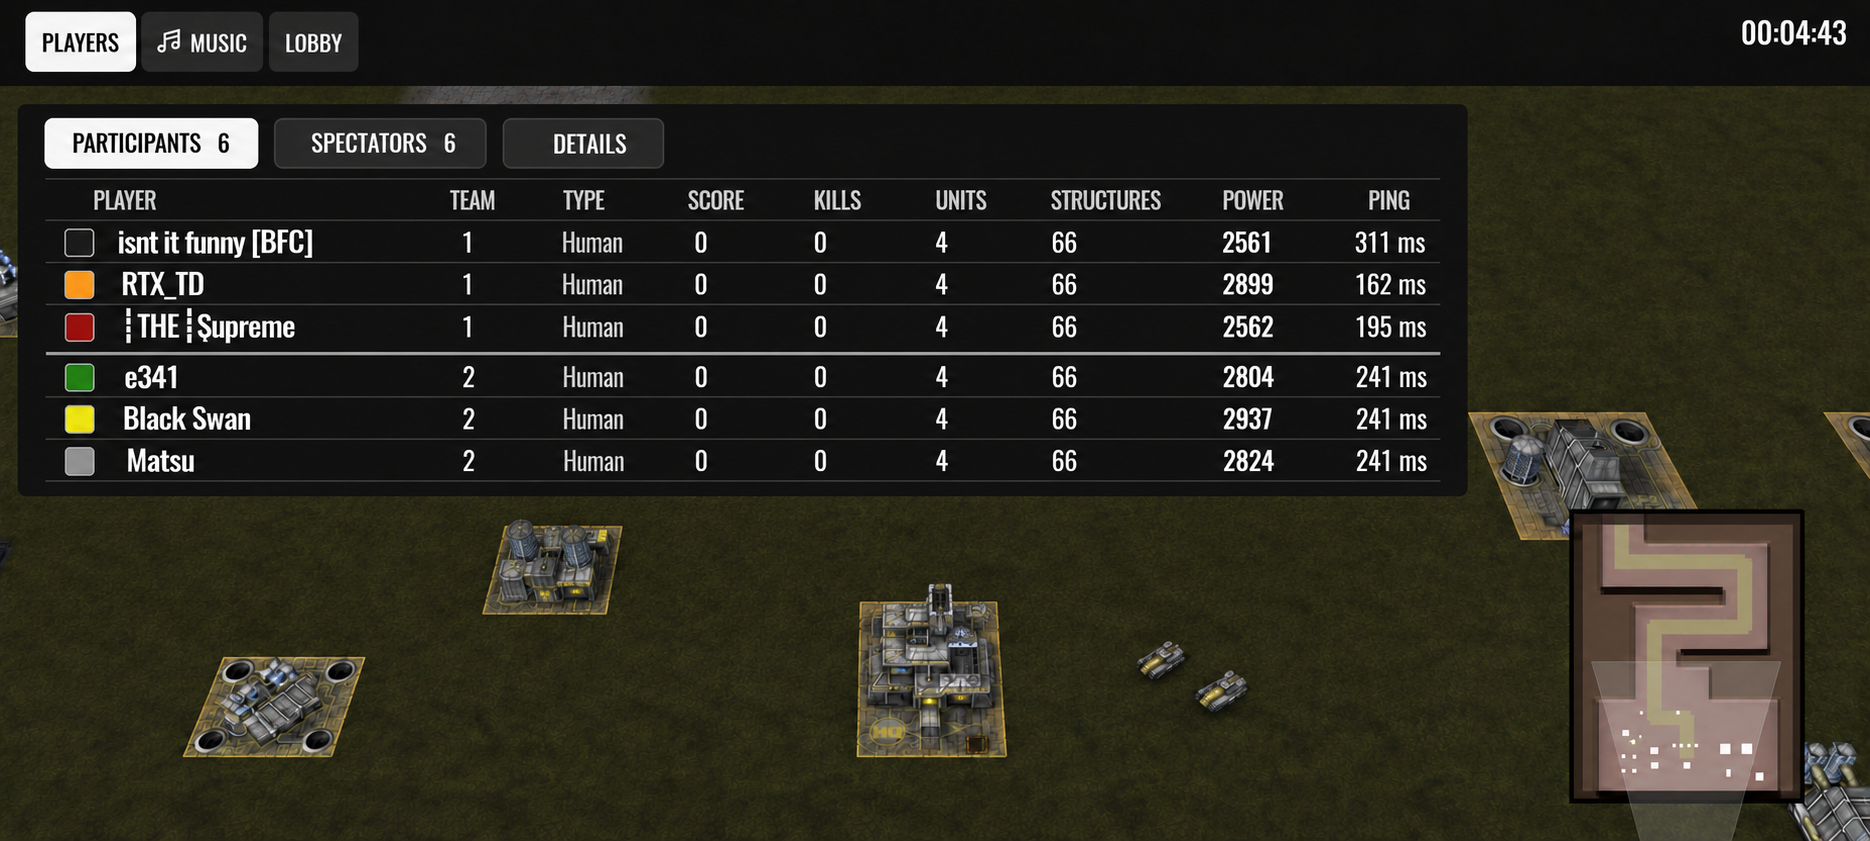 PLAYERS MUSIC LOBBY 00:04:43
PARTICIPANTS 6 SPECTATORS 6 DETAILS
PLAYER TEAM TYPE SCORE KILLS UNITS STRUCTURES POWER PING
isnt it funny [BFC] 1 Human 0 0 4 66 2561 311 ms
RTX_TD 1 Human 0 0 4 66 2899 162 ms
┊THE┊Şupreme 1 Human 0 0 4 66 2562 195 ms
e341 2 Human 0 0 4 66 2804 241 ms
Black Swan 2 Human 0 0 4 66 2937 241 ms
Matsu 2 Human 0 0 4 66 2824 241 ms
HQ